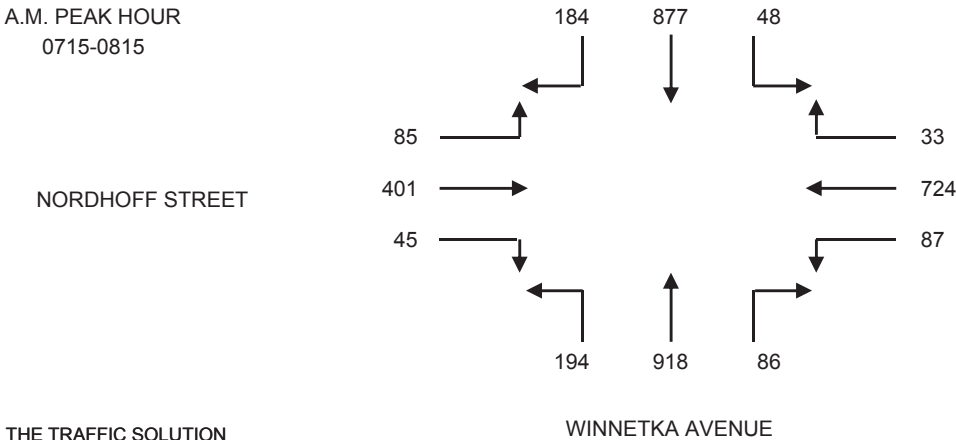 A.M. PEAK HOUR
0715-0815
184 877 48
85 33
NORDHOFF STREET
401 724
45 87
194 918 86
THE TRAFFIC SOLUTION
WINNETKA AVENUE